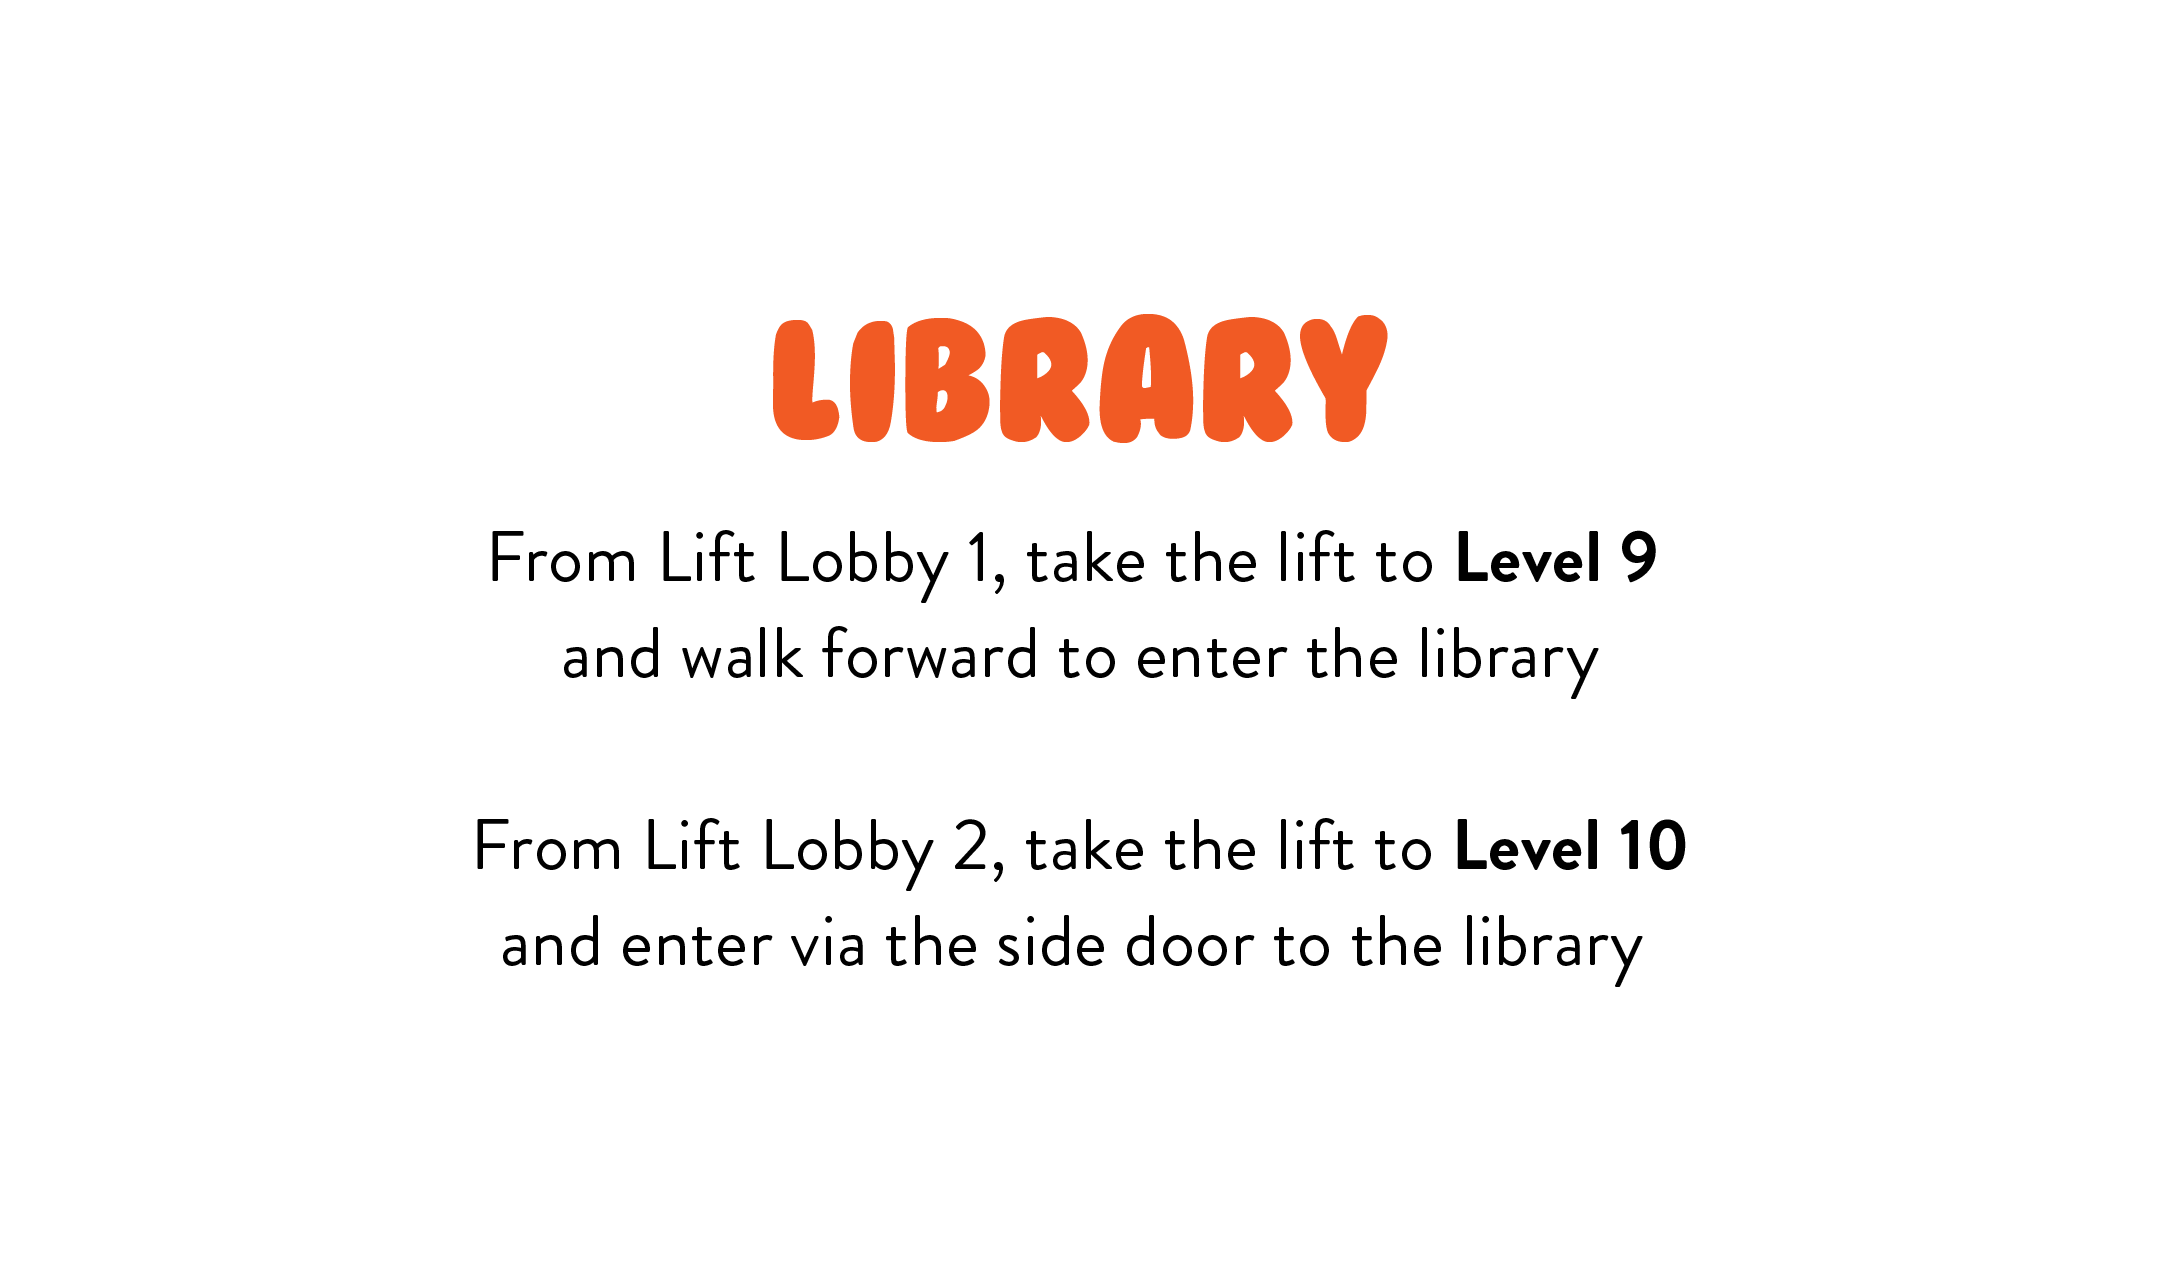 LIBRARY
From Lift Lobby 1, take the lift to Level 9
and walk forward to enter the library
From Lift Lobby 2, take the lift to Level 10
and enter via the side door to the library